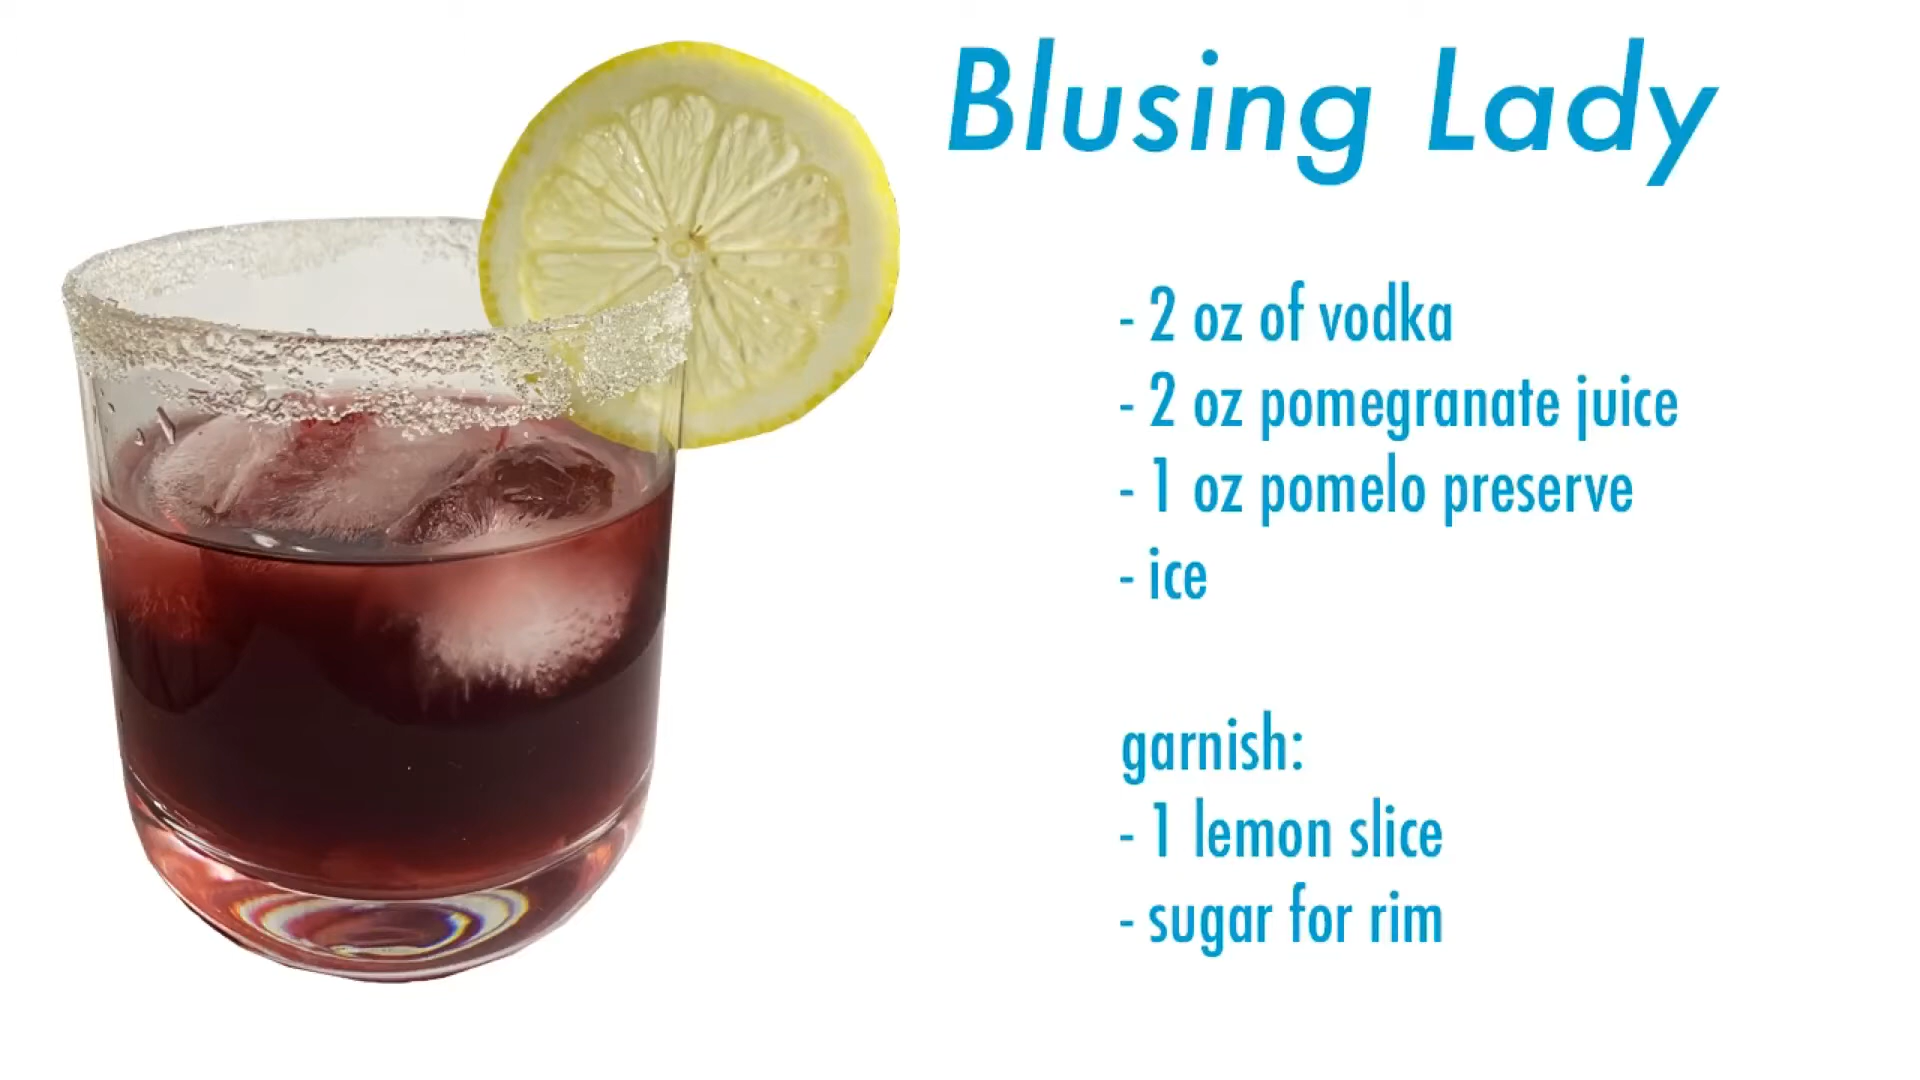 Blusing Lady
- 2 oz of vodka
- 2 oz pomegranate juice
- 1 oz pomelo preserve
- ice
garnish:
- 1 lemon slice
- sugar for rim